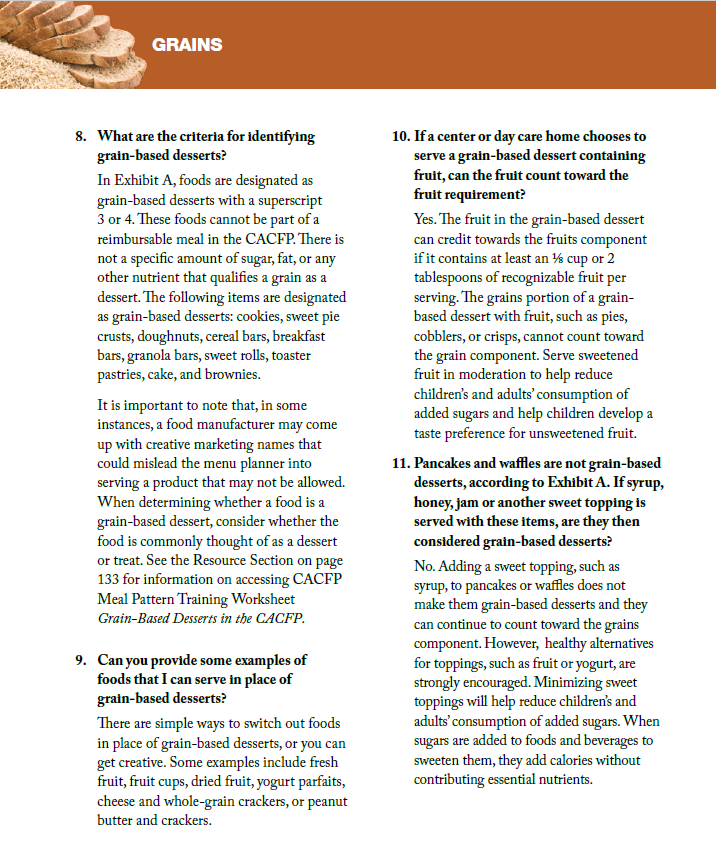 GRAINS
8. What are the criteria for identifying
grain-based desserts?
In Exhibit A, foods are designated as
grain-based desserts with a superscript
3 or 4. These foods cannot be part of a
reimbursable meal in the CACFP. There is
not a specific amount of sugar, fat, or any
other nutrient that qualifies a grain as a
dessert. The following items are designated
as grain-based desserts: cookies, sweet pie
crusts, doughnuts, cereal bars, breakfast
bars, granola bars, sweet rolls, toaster
pastries, cake, and brownies.
It is important to note that, in some
instances, a food manufacturer may come
up with creative marketing names that
could mislead the menu planner into
serving a product that may not be allowed.
When determining whether a food is a
grain-based dessert, consider whether the
food is commonly thought of as a dessert
or treat. See the Resource Section on page
133 for information on accessing CACFP
Meal Pattern Training Worksheet
Grain-Based Desserts in the CACFP.
9. Can you provide some examples of
foods that I can serve in place of
grain-based desserts?
There are simple ways to switch out foods
in place of grain-based desserts, or you can
get creative. Some examples include fresh
fruit, fruit cups, dried fruit, yogurt parfaits,
cheese and whole-grain crackers, or peanut
butter and crackers.
10. If a center or day care home chooses to
serve a grain-based dessert containing
fruit, can the fruit count toward the
fruit requirement?
Yes. The fruit in the grain-based dessert
can credit towards the fruits component
if it contains at least an ⅛ cup or 2
tablespoons of recognizable fruit per
serving. The grains portion of a grain-
based dessert with fruit, such as pies,
cobblers, or crisps, cannot count toward
the grain component. Serve sweetened
fruit in moderation to help reduce
children's and adults' consumption of
added sugars and help children develop a
taste preference for unsweetened fruit.
11. Pancakes and waffles are not grain-based
desserts, according to Exhibit A. If syrup,
honey, jam or another sweet topping is
served with these items, are they then
considered grain-based desserts?
No. Adding a sweet topping, such as
syrup, to pancakes or waffles does not
make them grain-based desserts and they
can continue to count toward the grains
component. However, healthy alternatives
for toppings, such as fruit or yogurt, are
strongly encouraged. Minimizing sweet
toppings will help reduce children's and
adults' consumption of added sugars. When
sugars are added to foods and beverages to
sweeten them, they add calories without
contributing essential nutrients.